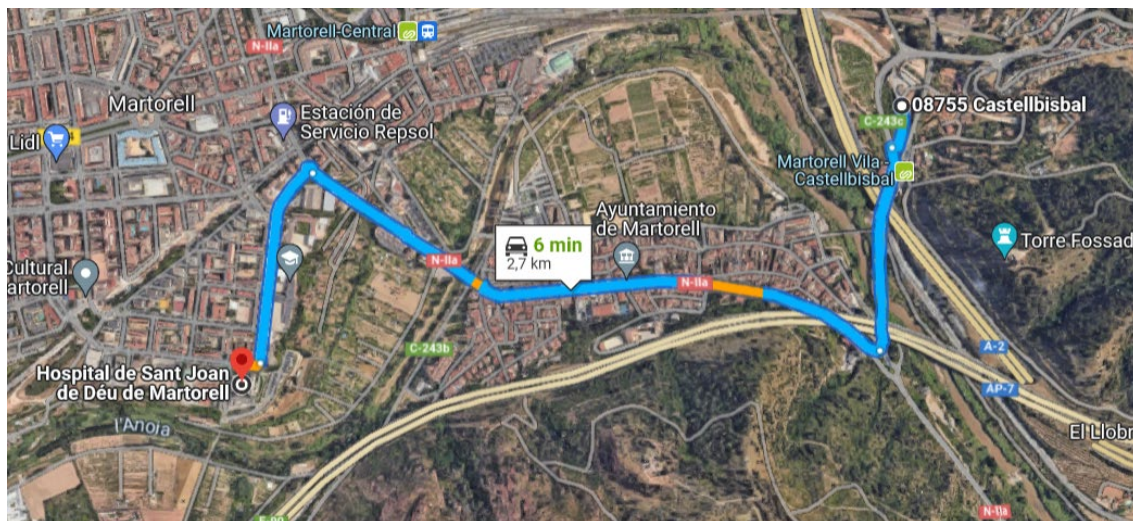 Martorell-Central
N-IIa
Martorell
Estación de
Servicio Repsol
Lidl
08755 Castellbisbal
C-243c
Martorell Vila -
Castellbisbal
Ayuntamiento
de Martorell
6 min
2,7 km
Torre Fossad
N-IIa
N-IIa
Cultural
artorell
C-243b
A-2
AP-7
Hospital de Sant Joan
de Déu de Martorell
l'Anoia
El Llobr
E-90
N-IIa